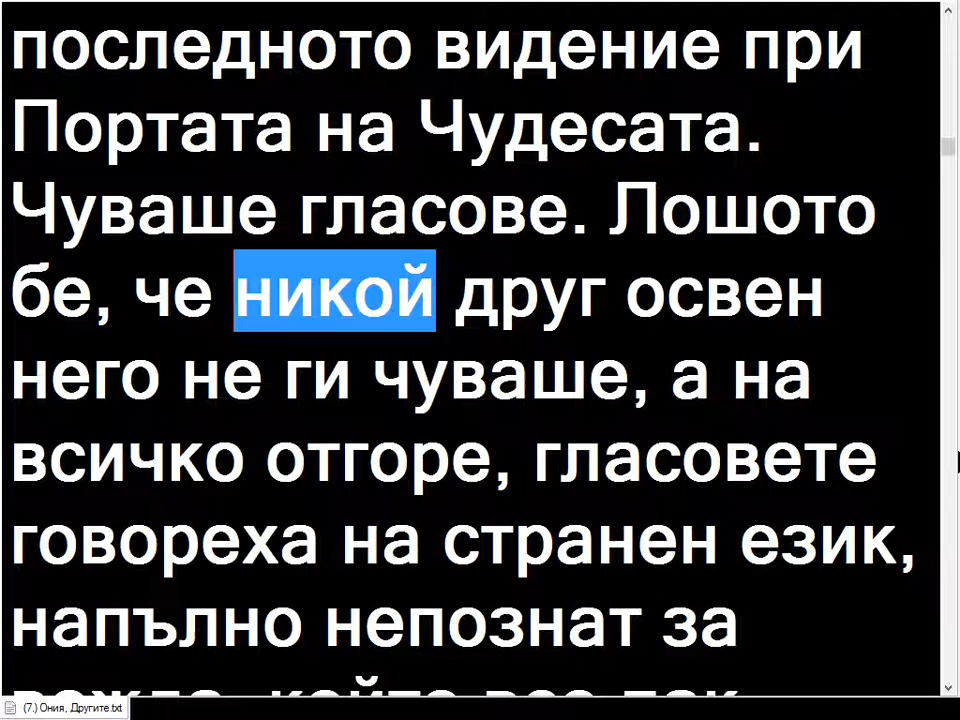 последното видение при
Портата на Чудесата.
Чуваше гласове. Лошото
бе, че никой друг освен
него не ги чуваше, а на
всичко отгоре, гласовете
говореха на странен език,
напълно непознат за
(7.) Ония, Другите.txt